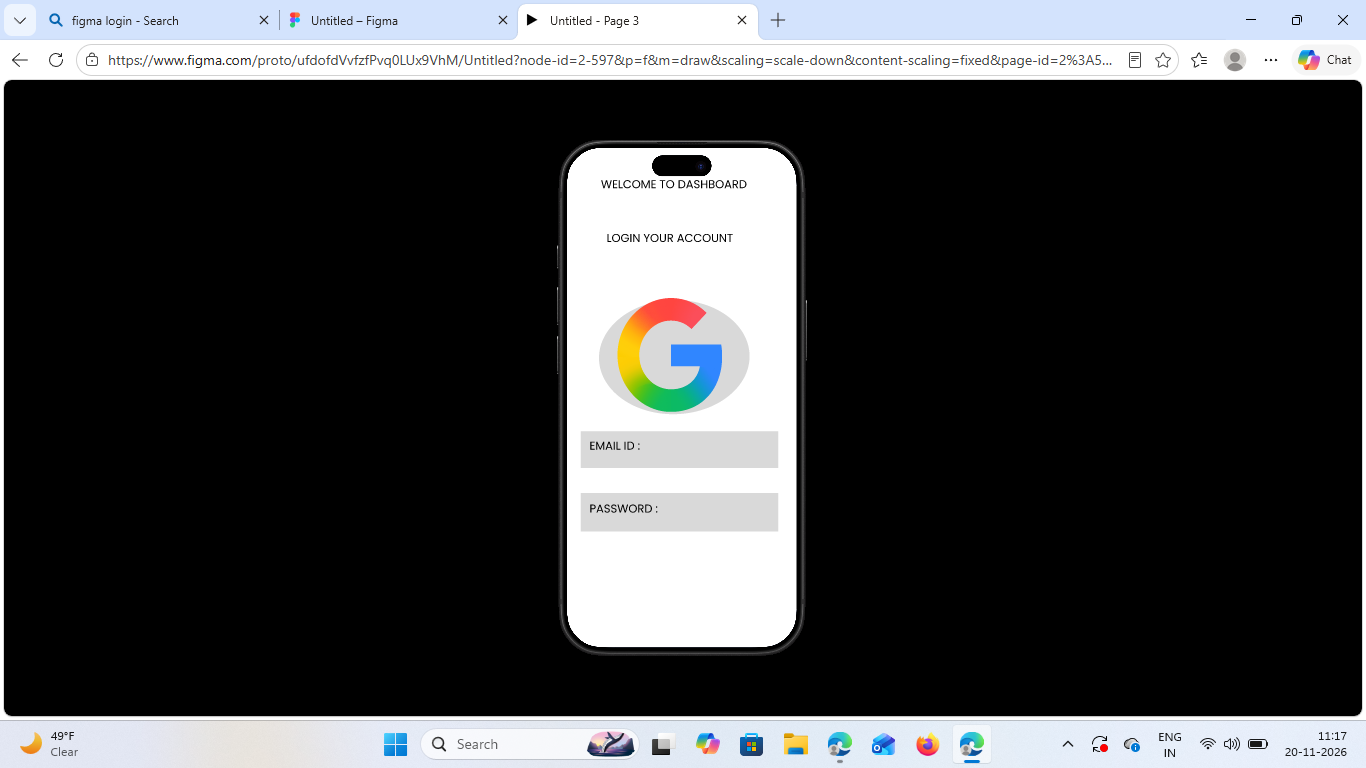 figma login - Search
Untitled – Figma
Untitled - Page 3
https://www.figma.com/proto/ufdofdVvfzfPvq0LUx9VhM/Untitled?node-id=2-597&p=f&m=draw&scaling=scale-down&content-scaling=fixed&page-id=2%3A5...
Chat
WELCOME TO DASHBOARD
LOGIN YOUR ACCOUNT
EMAIL ID :
PASSWORD :
49°F
Clear
Search
ENG
IN
11:17
20-11-2026